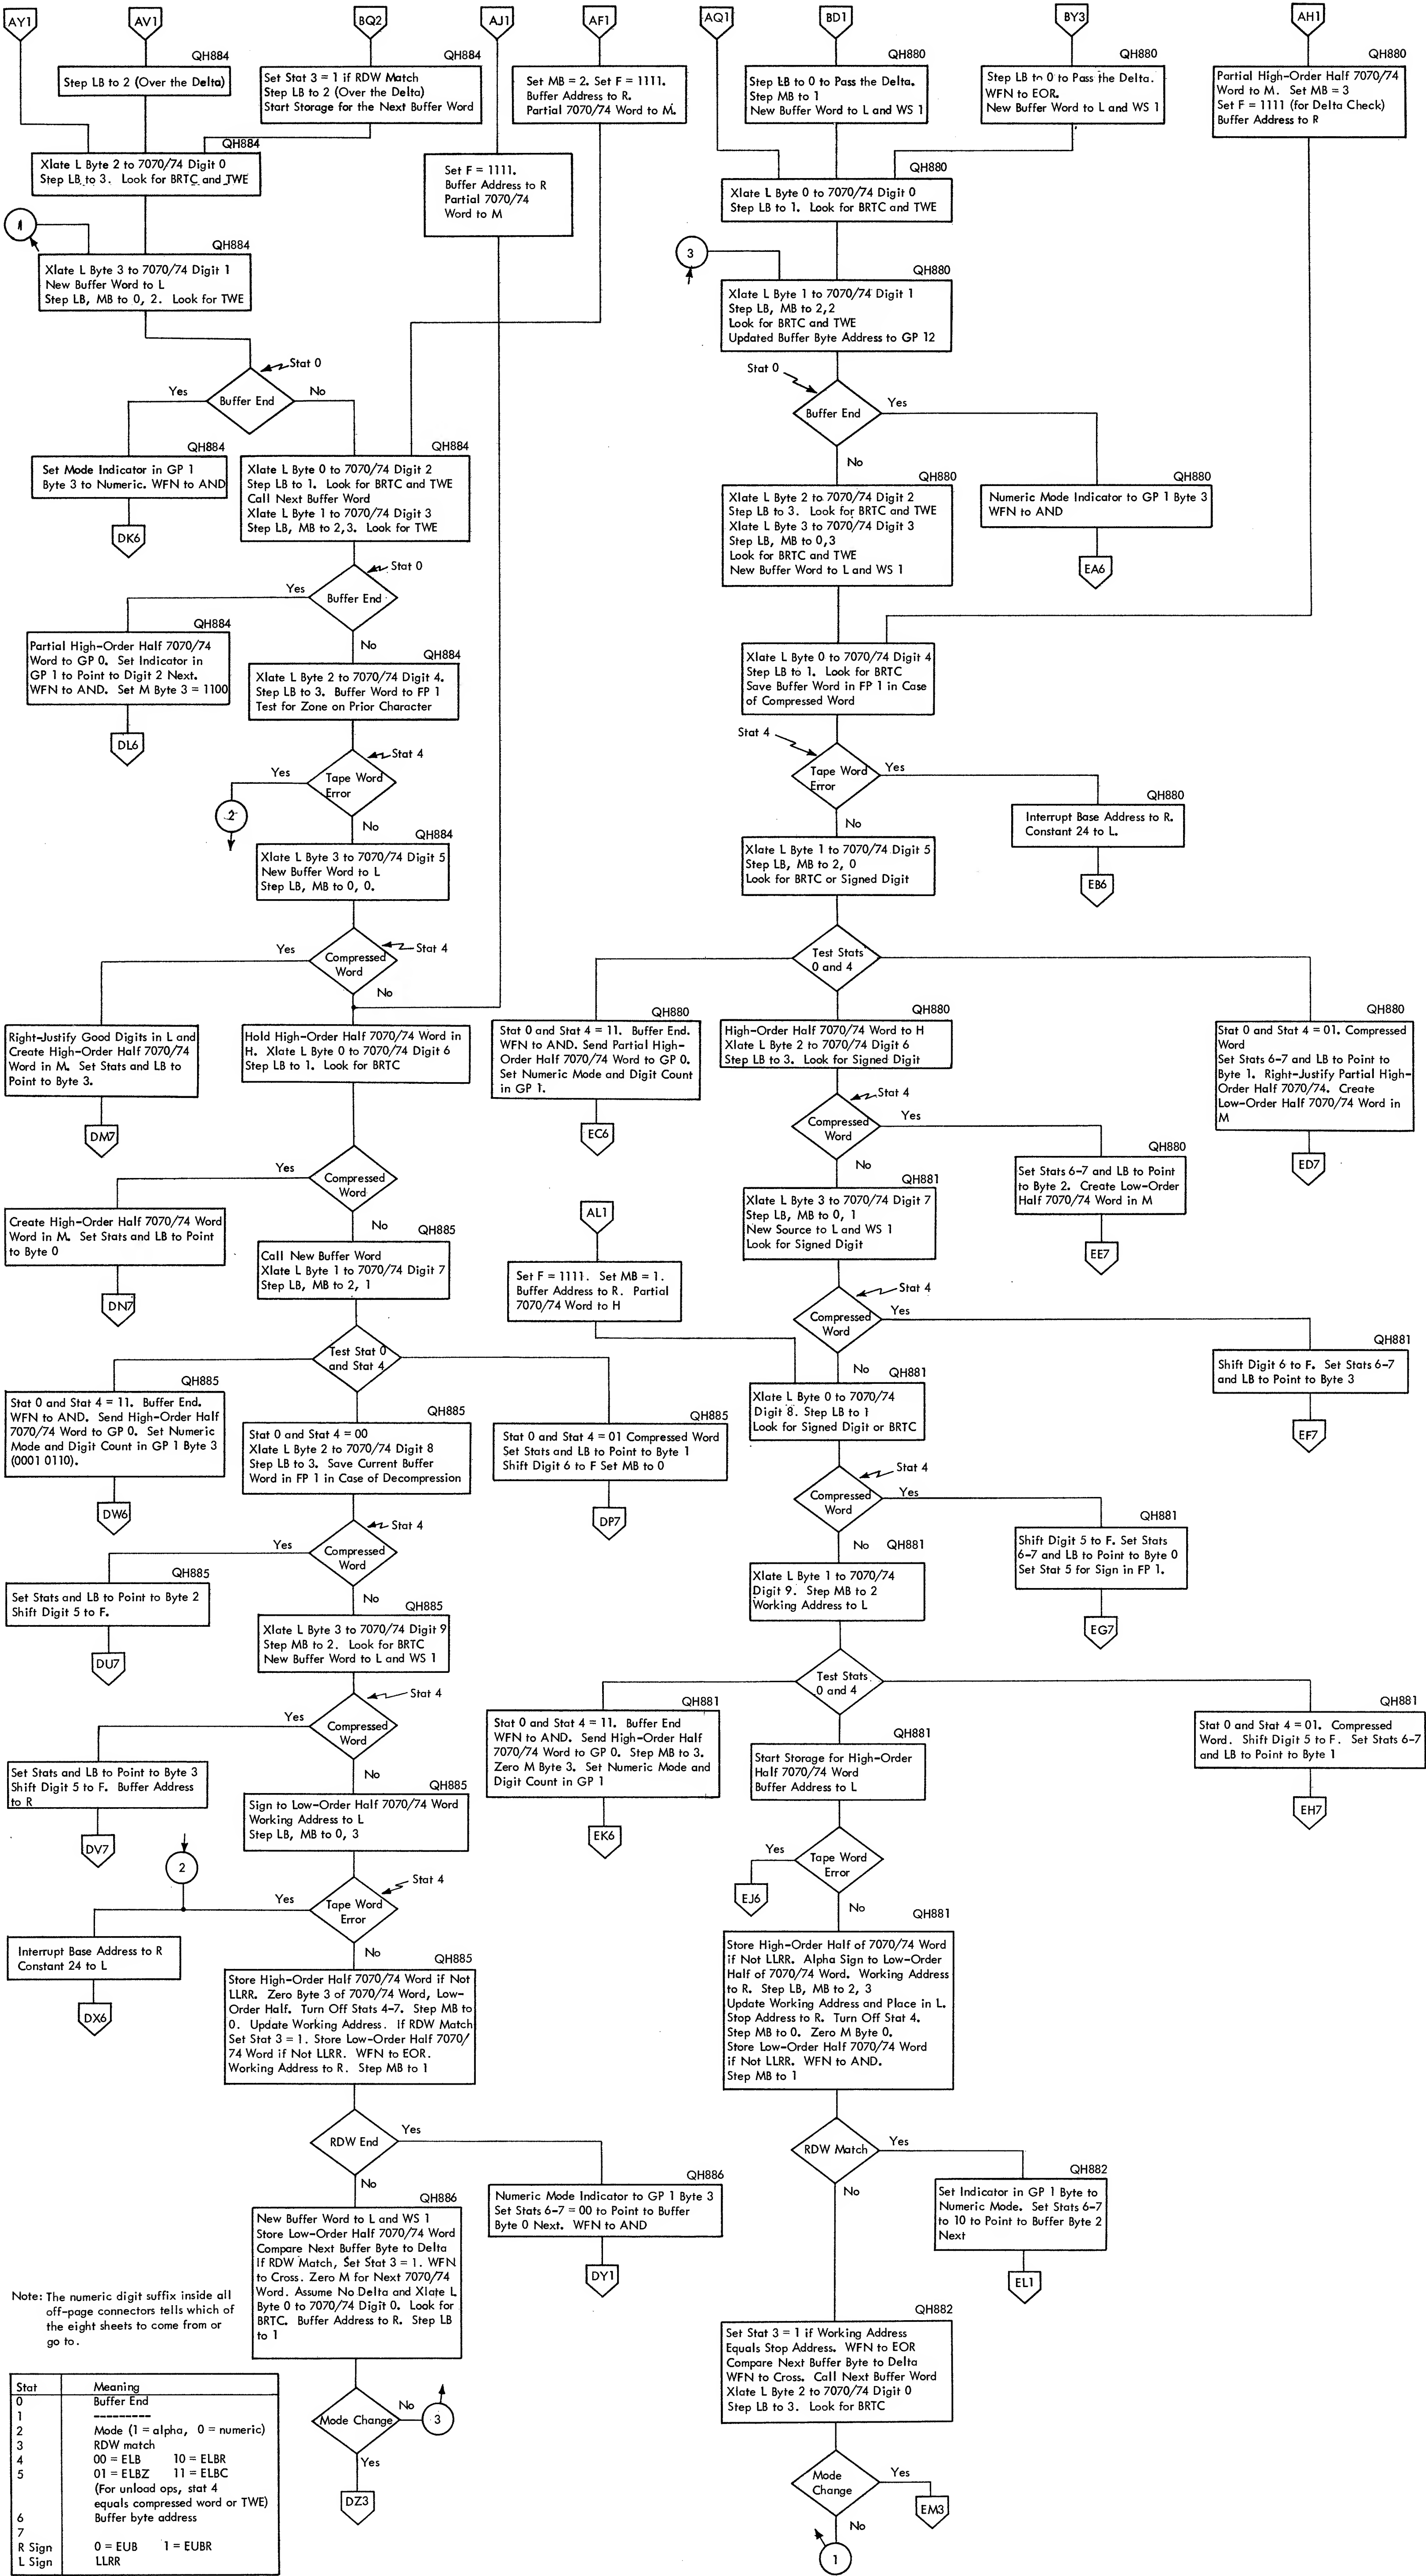 AY1
AV1
BQ2
AJ1
AF1
AQ1
BD1
BY3
AH1
QH884
Step LB to 2 (Over the Delta)
QH884
Set Stat 3 = 1 if RDW Match
Step LB to 2 (Over the Delta)
Start Storage for the Next Buffer Word
Set MB = 2. Set F = 1111.
Buffer Address to R.
Partial 7070/74 Word to M.
QH884
Xlate L Byte 2 to 7070/74 Digit 0
Step LB to 3. Look for BRTC and TWE
Set F = 1111.
Buffer Address to R
Partial 7070/74
Word to M
1
QH884
Xlate L Byte 3 to 7070/74 Digit 1
New Buffer Word to L
Step LB, MB to 0, 2. Look for TWE
Stat 0
Buffer End
Yes
No
QH884
Set Mode Indicator in GP 1
Byte 3 to Numeric. WFN to AND
DK6
QH884
Xlate L Byte 0 to 7070/74 Digit 2
Step LB to 1. Look for BRTC and TWE
Call Next Buffer Word
Xlate L Byte 1 to 7070/74 Digit 3
Step LB, MB to 2,3. Look for TWE
Stat 0
Buffer End
Yes
No
QH884
Partial High-Order Half 7070/74
Word to GP 0. Set Indicator in
GP 1 to Point to Digit 2 Next.
WFN to AND. Set M Byte 3 = 1100
DL6
QH884
Xlate L Byte 2 to 7070/74 Digit 4.
Step LB to 3. Buffer Word to FP 1
Test for Zone on Prior Character
Stat 4
Tape Word
Error
Yes
No
2
QH884
Xlate L Byte 3 to 7070/74 Digit 5
New Buffer Word to L
Step LB, MB to 0, 0.
Stat 4
Compressed
Word
Yes
No
Right-Justify Good Digits in L and
Create High-Order Half 7070/74
Word in M. Set Stats and LB to
Point to Byte 3.
DM7
Hold High-Order Half 7070/74 Word in
H. Xlate L Byte 0 to 7070/74 Digit 6
Step LB to 1. Look for BRTC
Compressed
Word
Yes
No
Create High-Order Half 7070/74 Word
Word in M. Set Stats and LB to Point
to Byte 0
DN7
QH885
Call New Buffer Word
Xlate L Byte 1 to 7070/74 Digit 7
Step LB, MB to 2, 1
Test Stat 0
and Stat 4
QH885
Stat 0 and Stat 4 = 11. Buffer End.
WFN to AND. Send High-Order Half
7070/74 Word to GP 0. Set Numeric
Mode and Digit Count in GP 1 Byte 3
(0001 0110).
DW6
QH885
Stat 0 and Stat 4 = 00
Xlate L Byte 2 to 7070/74 Digit 8
Step LB to 3. Save Current Buffer
Word in FP 1 in Case of Decompression
QH885
Stat 0 and Stat 4 = 01 Compressed Word
Set Stats and LB to Point to Byte 1
Shift Digit 6 to F Set MB to 0
DP7
Stat 4
Compressed
Word
Yes
No
QH885
Set Stats and LB to Point to Byte 2
Shift Digit 5 to F.
DU7
QH885
Xlate L Byte 3 to 7070/74 Digit 9
Step MB to 2. Look for BRTC
New Buffer Word to L and WS 1
Stat 4
Compressed
Word
Yes
No
Set Stats and LB to Point to Byte 3
Shift Digit 5 to F. Buffer Address
to R
DV7
QH885
Sign to Low-Order Half 7070/74 Word
Working Address to L
Step LB, MB to 0, 3
2
Stat 4
Tape Word
Error
Yes
No
Interrupt Base Address to R
Constant 24 to L
DX6
QH885
Store High-Order Half 7070/74 Word if Not
LLRR. Zero Byte 3 of 7070/74 Word, Low-
Order Half. Turn Off Stats 4-7. Step MB to
0. Update Working Address. If RDW Match
Set Stat 3 = 1. Store Low-Order Half 7070/
74 Word if Not LLRR. WFN to EOR.
Working Address to R. Step MB to 1
RDW End
Yes
No
QH886
Numeric Mode Indicator to GP 1 Byte 3
Set Stats 6-7 = 00 to Point to Buffer
Byte 0 Next. WFN to AND
DY1
QH886
New Buffer Word to L and WS 1
Store Low-Order Half 7070/74 Word
Compare Next Buffer Byte to Delta
If RDW Match, Set Stat 3 = 1. WFN
to Cross. Zero M for Next 7070/74
Word. Assume No Delta and Xlate L
Byte 0 to 7070/74 Digit 0. Look for
BRTC. Buffer Address to R. Step LB
to 1
Mode Change
No
3
Yes
DZ3
Note: The numeric digit suffix inside all
off-page connectors tells which of
the eight sheets to come from or
go to.
Stat Meaning
0 Buffer End
1 ---------
2 Mode (1 = alpha, 0 = numeric)
3 RDW match
4 00 = ELB 10 = ELBR
5 01 = ELBZ 11 = ELBC
(For unload ops, stat 4
equals compressed word or TWE)
6 Buffer byte address
7
R Sign 0 = EUB 1 = EUBR
L Sign LLRR
QH880
Step LB to 0 to Pass the Delta.
Step MB to 1
New Buffer Word to L and WS 1
QH880
Step LB to 0 to Pass the Delta.
WFN to EOR.
New Buffer Word to L and WS 1
QH880
Partial High-Order Half 7070/74
Word to M. Set MB = 3
Set F = 1111 (for Delta Check)
Buffer Address to R
QH880
Xlate L Byte 0 to 7070/74 Digit 0
Step LB to 1. Look for BRTC and TWE
3
QH880
Xlate L Byte 1 to 7070/74 Digit 1
Step LB, MB to 2,2
Look for BRTC and TWE
Updated Buffer Byte Address to GP 12
Stat 0
Buffer End
Yes
No
QH880
Numeric Mode Indicator to GP 1 Byte 3
WFN to AND
EA6
QH880
Xlate L Byte 2 to 7070/74 Digit 2
Step LB to 3. Look for BRTC and TWE
Xlate L Byte 3 to 7070/74 Digit 3
Step LB, MB to 0,3
Look for BRTC and TWE
New Buffer Word to L and WS 1
Xlate L Byte 0 to 7070/74 Digit 4
Step LB to 1. Look for BRTC
Save Buffer Word in FP 1 in Case
of Compressed Word
Stat 4
Tape Word
Error
Yes
No
QH880
Interrupt Base Address to R.
Constant 24 to L.
EB6
Xlate L Byte 1 to 7070/74 Digit 5
Step LB, MB to 2, 0
Look for BRTC or Signed Digit
Test Stats
0 and 4
QH880
Stat 0 and Stat 4 = 11. Buffer End.
WFN to AND. Send Partial High-
Order Half 7070/74 Word to GP 0.
Set Numeric Mode and Digit Count
in GP 1.
EC6
QH880
High-Order Half 7070/74 Word to H
Xlate L Byte 2 to 7070/74 Digit 6
Step LB to 3. Look for Signed Digit
QH880
Stat 0 and Stat 4 = 01. Compressed
Word
Set Stats 6-7 and LB to Point to
Byte 1. Right-Justify Partial High-
Order Half 7070/74. Create
Low-Order Half 7070/74 Word in
M
ED7
Stat 4
Compressed
Word
Yes
No
QH880
Set Stats 6-7 and LB to Point
to Byte 2. Create Low-Order
Half 7070/74 Word in M
EE7
QH881
Xlate L Byte 3 to 7070/74 Digit 7
Step LB, MB to 0, 1
New Source to L and WS 1
Look for Signed Digit
AL1
Set F = 1111. Set MB = 1.
Buffer Address to R. Partial
7070/74 Word to H
Stat 4
Compressed
Word
Yes
No
QH881
Shift Digit 6 to F. Set Stats 6-7
and LB to Point to Byte 3
EF7
QH881
Xlate L Byte 0 to 7070/74
Digit 8. Step LB to 1
Look for Signed Digit or BRTC
Stat 4
Compressed
Word
Yes
No
QH881
Shift Digit 5 to F. Set Stats
6-7 and LB to Point to Byte 0
Set Stat 5 for Sign in FP 1.
EG7
QH881
Xlate L Byte 1 to 7070/74
Digit 9. Step MB to 2
Working Address to L
Test Stats
0 and 4
QH881
Stat 0 and Stat 4 = 11. Buffer End
WFN to AND. Send High-Order Half
7070/74 Word to GP 0. Step MB to 3.
Zero M Byte 3. Set Numeric Mode and
Digit Count in GP 1
EK6
QH881
Start Storage for High-Order
Half 7070/74 Word
Buffer Address to L
QH881
Stat 0 and Stat 4 = 01. Compressed
Word. Shift Digit 5 to F. Set Stats 6-7
and LB to Point to Byte 1
EH7
Tape Word
Error
Yes
No
EJ6
QH881
Store High-Order Half of 7070/74 Word
if Not LLRR. Alpha Sign to Low-Order
Half of 7070/74 Word. Working Address
to R. Step LB, MB to 2, 3
Update Working Address and Place in L.
Stop Address to R. Turn Off Stat 4.
Step MB to 0. Zero M Byte 0.
Store Low-Order Half 7070/74 Word
if Not LLRR. WFN to AND.
Step MB to 1
RDW Match
Yes
No
QH882
Set Indicator in GP 1 Byte to
Numeric Mode. Set Stats 6-7
to 10 to Point to Buffer Byte 2
Next
EL1
QH882
Set Stat 3 = 1 if Working Address
Equals Stop Address. WFN to EOR
Compare Next Buffer Byte to Delta
WFN to Cross. Call Next Buffer Word
Xlate L Byte 2 to 7070/74 Digit 0
Step LB to 3. Look for BRTC
Mode
Change
Yes
EM3
No
1